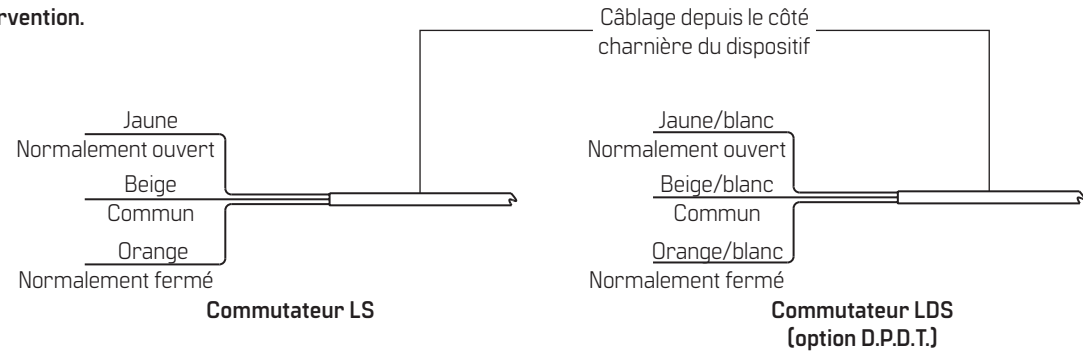 rvention.
Câblage depuis le côté
charnière du dispositif
Jaune
Normalement ouvert
Beige
Commun
Orange
Normalement fermé
Commutateur LS
Jaune/blanc
Normalement ouvert
Beige/blanc
Commun
Orange/blanc
Normalement fermé
Commutateur LDS
(option D.P.D.T.)